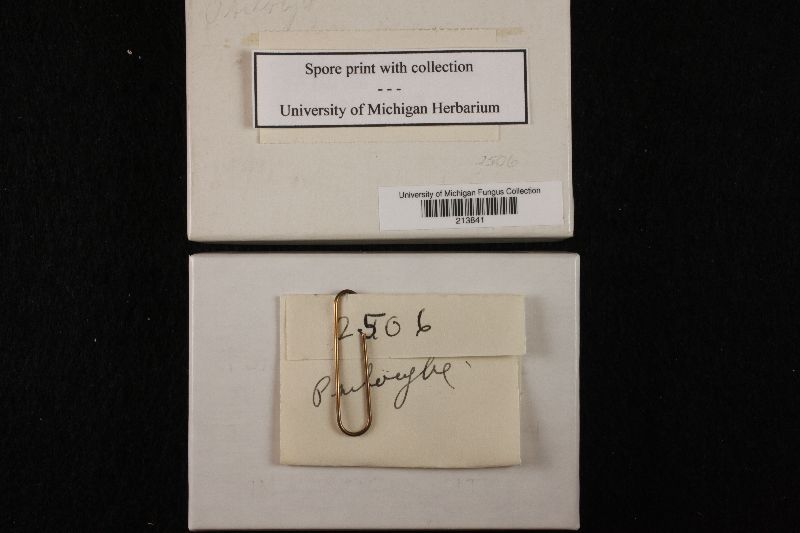 Spore print with collection
- - -
University of Michigan Herbarium
2506
University of Michigan Fungus Collection
213841
2506
Psilocybe